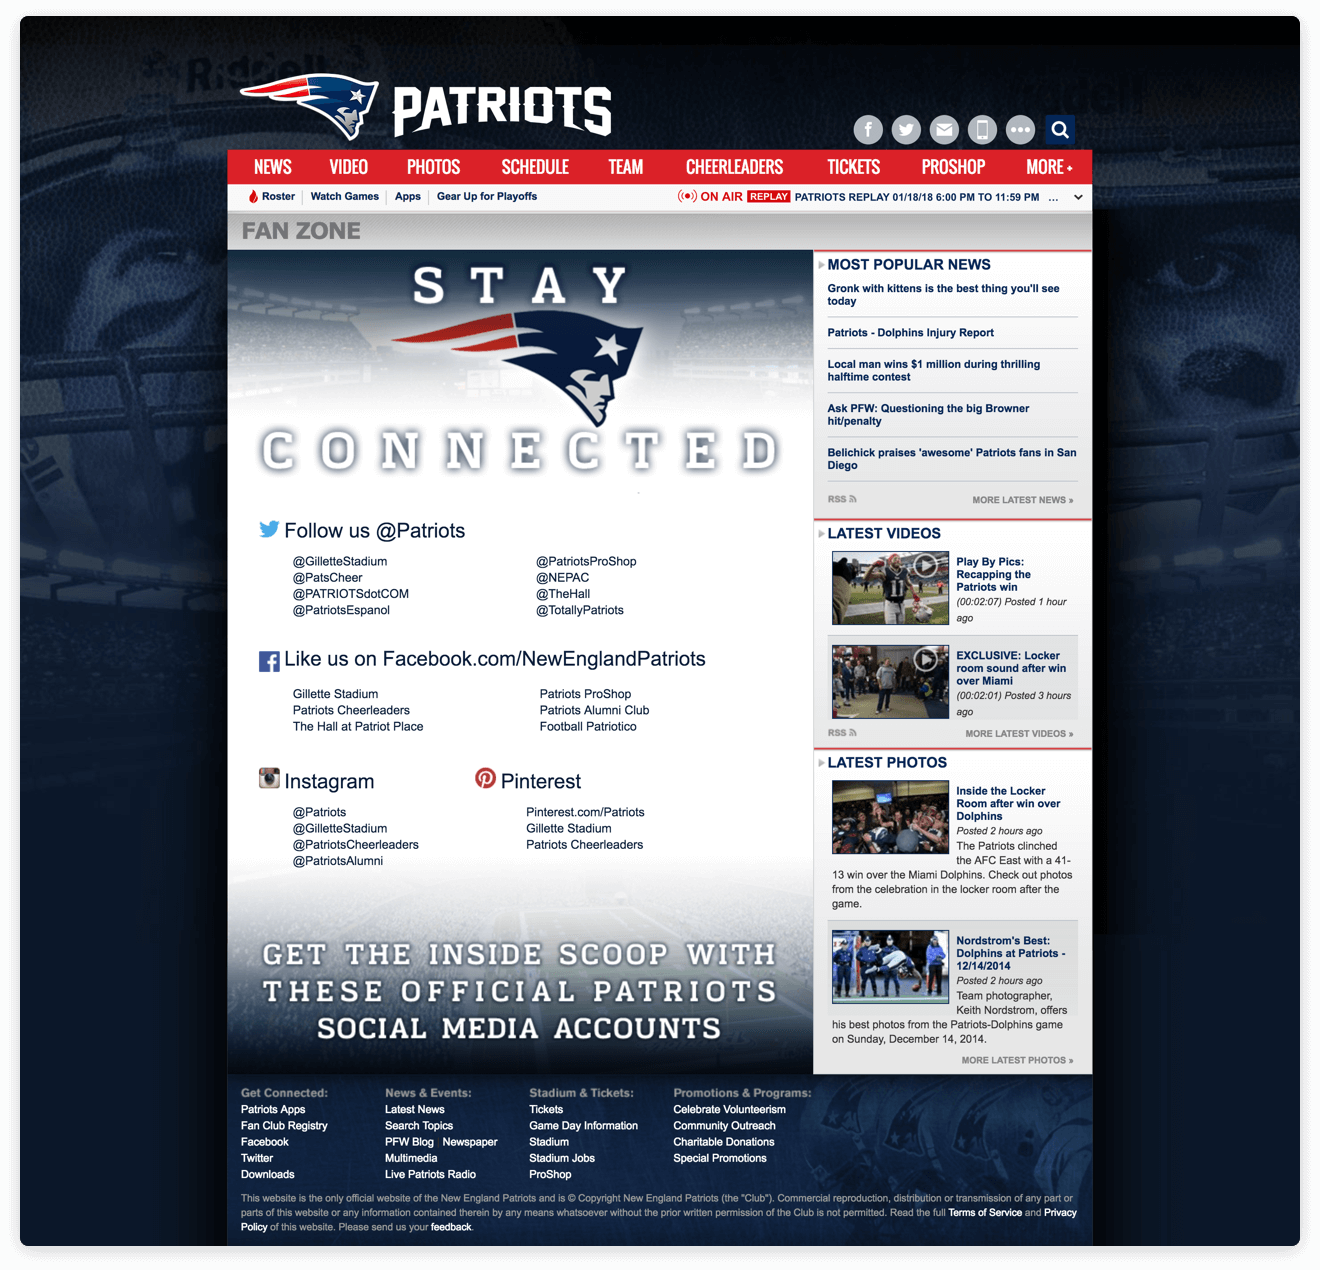 Riddell
PATRIOTS
NEWS VIDEO PHOTOS SCHEDULE TEAM CHEERLEADERS TICKETS PROSHOP MORE +
Roster Watch Games Apps Gear Up for Playoffs
ON AIR REPLAY PATRIOTS REPLAY 01/18/18 6:00 PM TO 11:59 PM ...
FAN ZONE
STAY
CONNECTED
Follow us @Patriots
@GilletteStadium
@PatsCheer
@PATRIOTSdotCOM
@PatriotsEspanol
@PatriotsProShop
@NEPAC
@TheHall
@TotallyPatriots
Like us on Facebook.com/NewEnglandPatriots
Gillette Stadium
Patriots Cheerleaders
The Hall at Patriot Place
Patriots ProShop
Patriots Alumni Club
Football Patriotico
Instagram
@Patriots
@GilletteStadium
@PatriotsCheerleaders
@PatriotsAlumni
Pinterest
Pinterest.com/Patriots
Gillette Stadium
Patriots Cheerleaders
GET THE INSIDE SCOOP WITH
THESE OFFICIAL PATRIOTS
SOCIAL MEDIA ACCOUNTS
MOST POPULAR NEWS
Gronk with kittens is the best thing you'll see
today
Patriots - Dolphins Injury Report
Local man wins $1 million during thrilling
halftime contest
Ask PFW: Questioning the big Browner
hit/penalty
Belichick praises 'awesome' Patriots fans in San
Diego
RSS MORE LATEST NEWS »
LATEST VIDEOS
Play By Pics:
Recapping the
Patriots win
(00:02:07) Posted 1 hour
ago
EXCLUSIVE: Locker
room sound after win
over Miami
(00:02:01) Posted 3 hours
ago
RSS MORE LATEST VIDEOS »
LATEST PHOTOS
Inside the Locker
Room after win over
Dolphins
Posted 2 hours ago
The Patriots clinched
the AFC East with a 41-
13 win over the Miami Dolphins. Check out photos
from the celebration in the locker room after the
game.
Nordstrom's Best:
Dolphins at Patriots -
12/14/2014
Posted 2 hours ago
Team photographer,
Keith Nordstrom, offers
his best photos from the Patriots-Dolphins game
on Sunday, December 14, 2014.
MORE LATEST PHOTOS »
Get Connected:
Patriots Apps
Fan Club Registry
Facebook
Twitter
Downloads
News & Events:
Latest News
Search Topics
PFW Blog | Newspaper
Multimedia
Live Patriots Radio
Stadium & Tickets:
Tickets
Game Day Information
Stadium
Stadium Jobs
ProShop
Promotions & Programs:
Celebrate Volunteerism
Community Outreach
Charitable Donations
Special Promotions
This website is the only official website of the New England Patriots and is © Copyright New England Patriots (the "Club"). Commercial reproduction, distribution or transmission of any part or
parts of this website or any information contained therein by any means whatsoever without the prior written permission of the Club is not permitted. Read the full Terms of Service and Privacy
Policy of this website. Please send us your feedback.